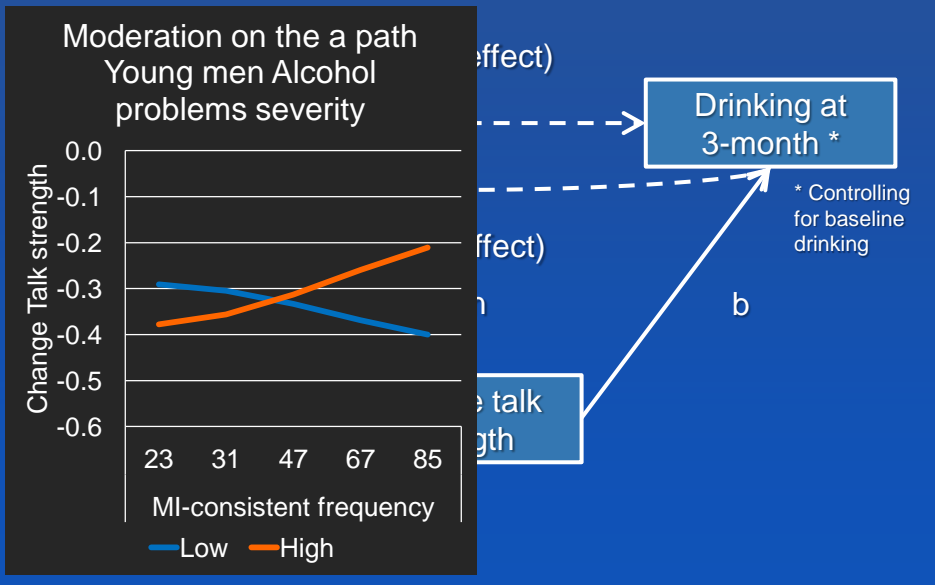 Moderation on the a path
Young men Alcohol
problems severity
0.0
-0.1
-0.2
-0.3
-0.4
-0.5
-0.6
Change Talk strength
23 31 47 67 85
MI-consistent frequency
Low High
effect)
Drinking at
3-month *
* Controlling
for baseline
drinking
ffect)
b
e talk
gth